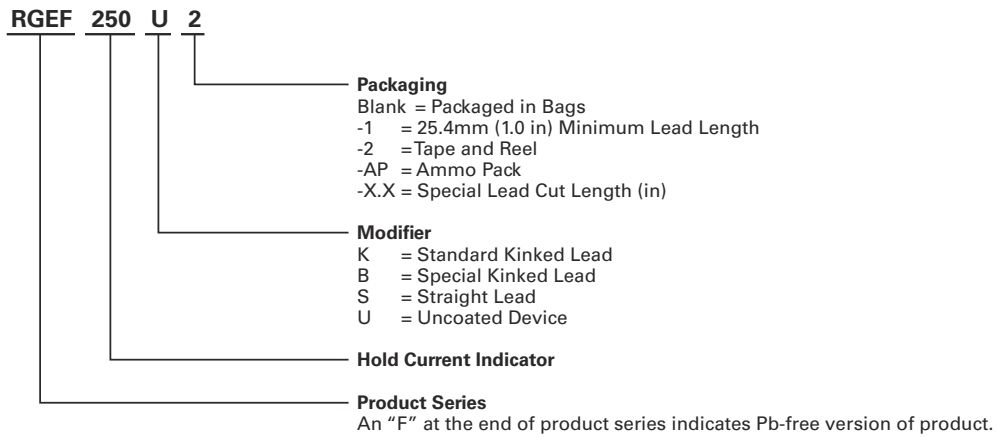 RGEF 250 U 2
Packaging
Blank = Packaged in Bags
-1 = 25.4mm (1.0 in) Minimum Lead Length
-2 =Tape and Reel
-AP = Ammo Pack
-X.X = Special Lead Cut Length (in)
Modifier
K = Standard Kinked Lead
B = Special Kinked Lead
S = Straight Lead
U = Uncoated Device
Hold Current Indicator
Product Series
An “F” at the end of product series indicates Pb-free version of product.